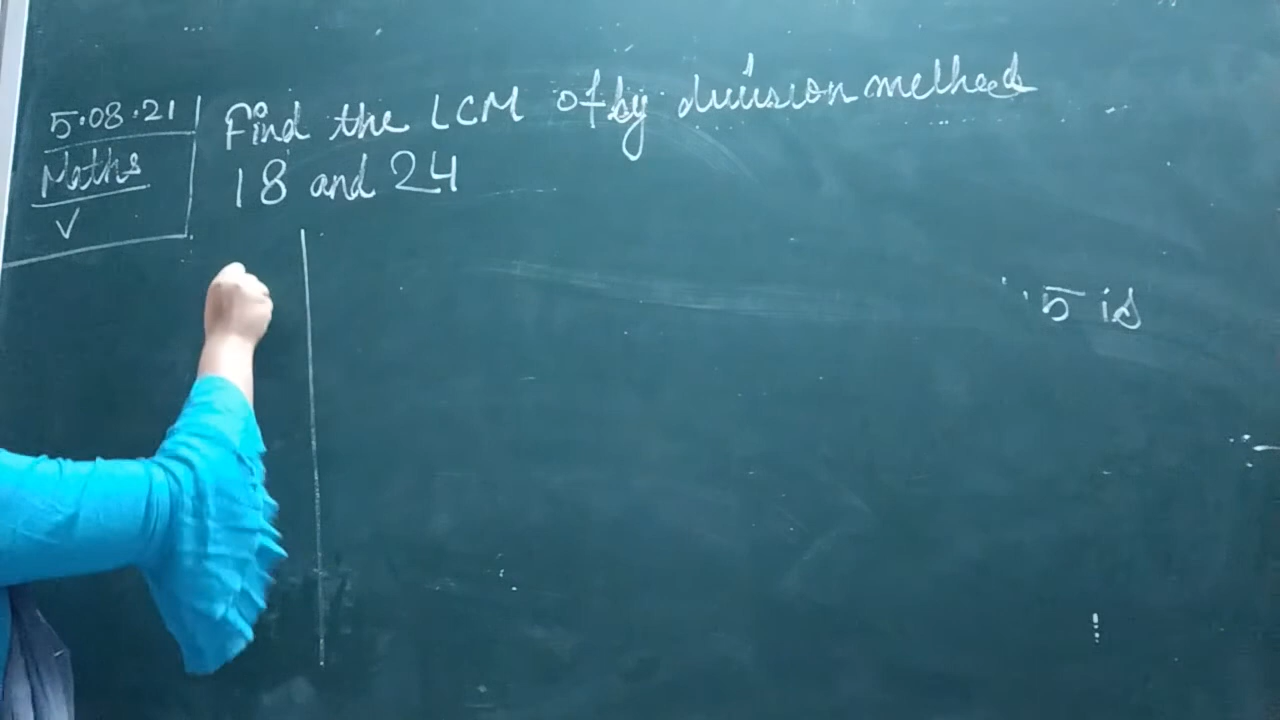 5.08.21
Maths
Find the LCM of by division method
18 and 24
5 is